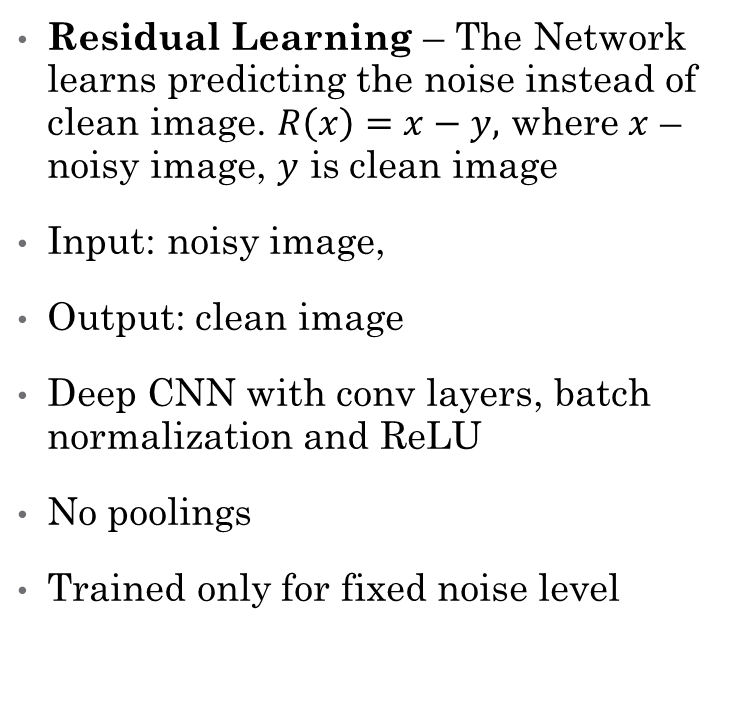 • Residual Learning – The Network
learns predicting the noise instead of
clean image. R(x) = x − y, where x –
noisy image, y is clean image
• Input: noisy image,
• Output: clean image
• Deep CNN with conv layers, batch
normalization and ReLU
• No poolings
• Trained only for fixed noise level